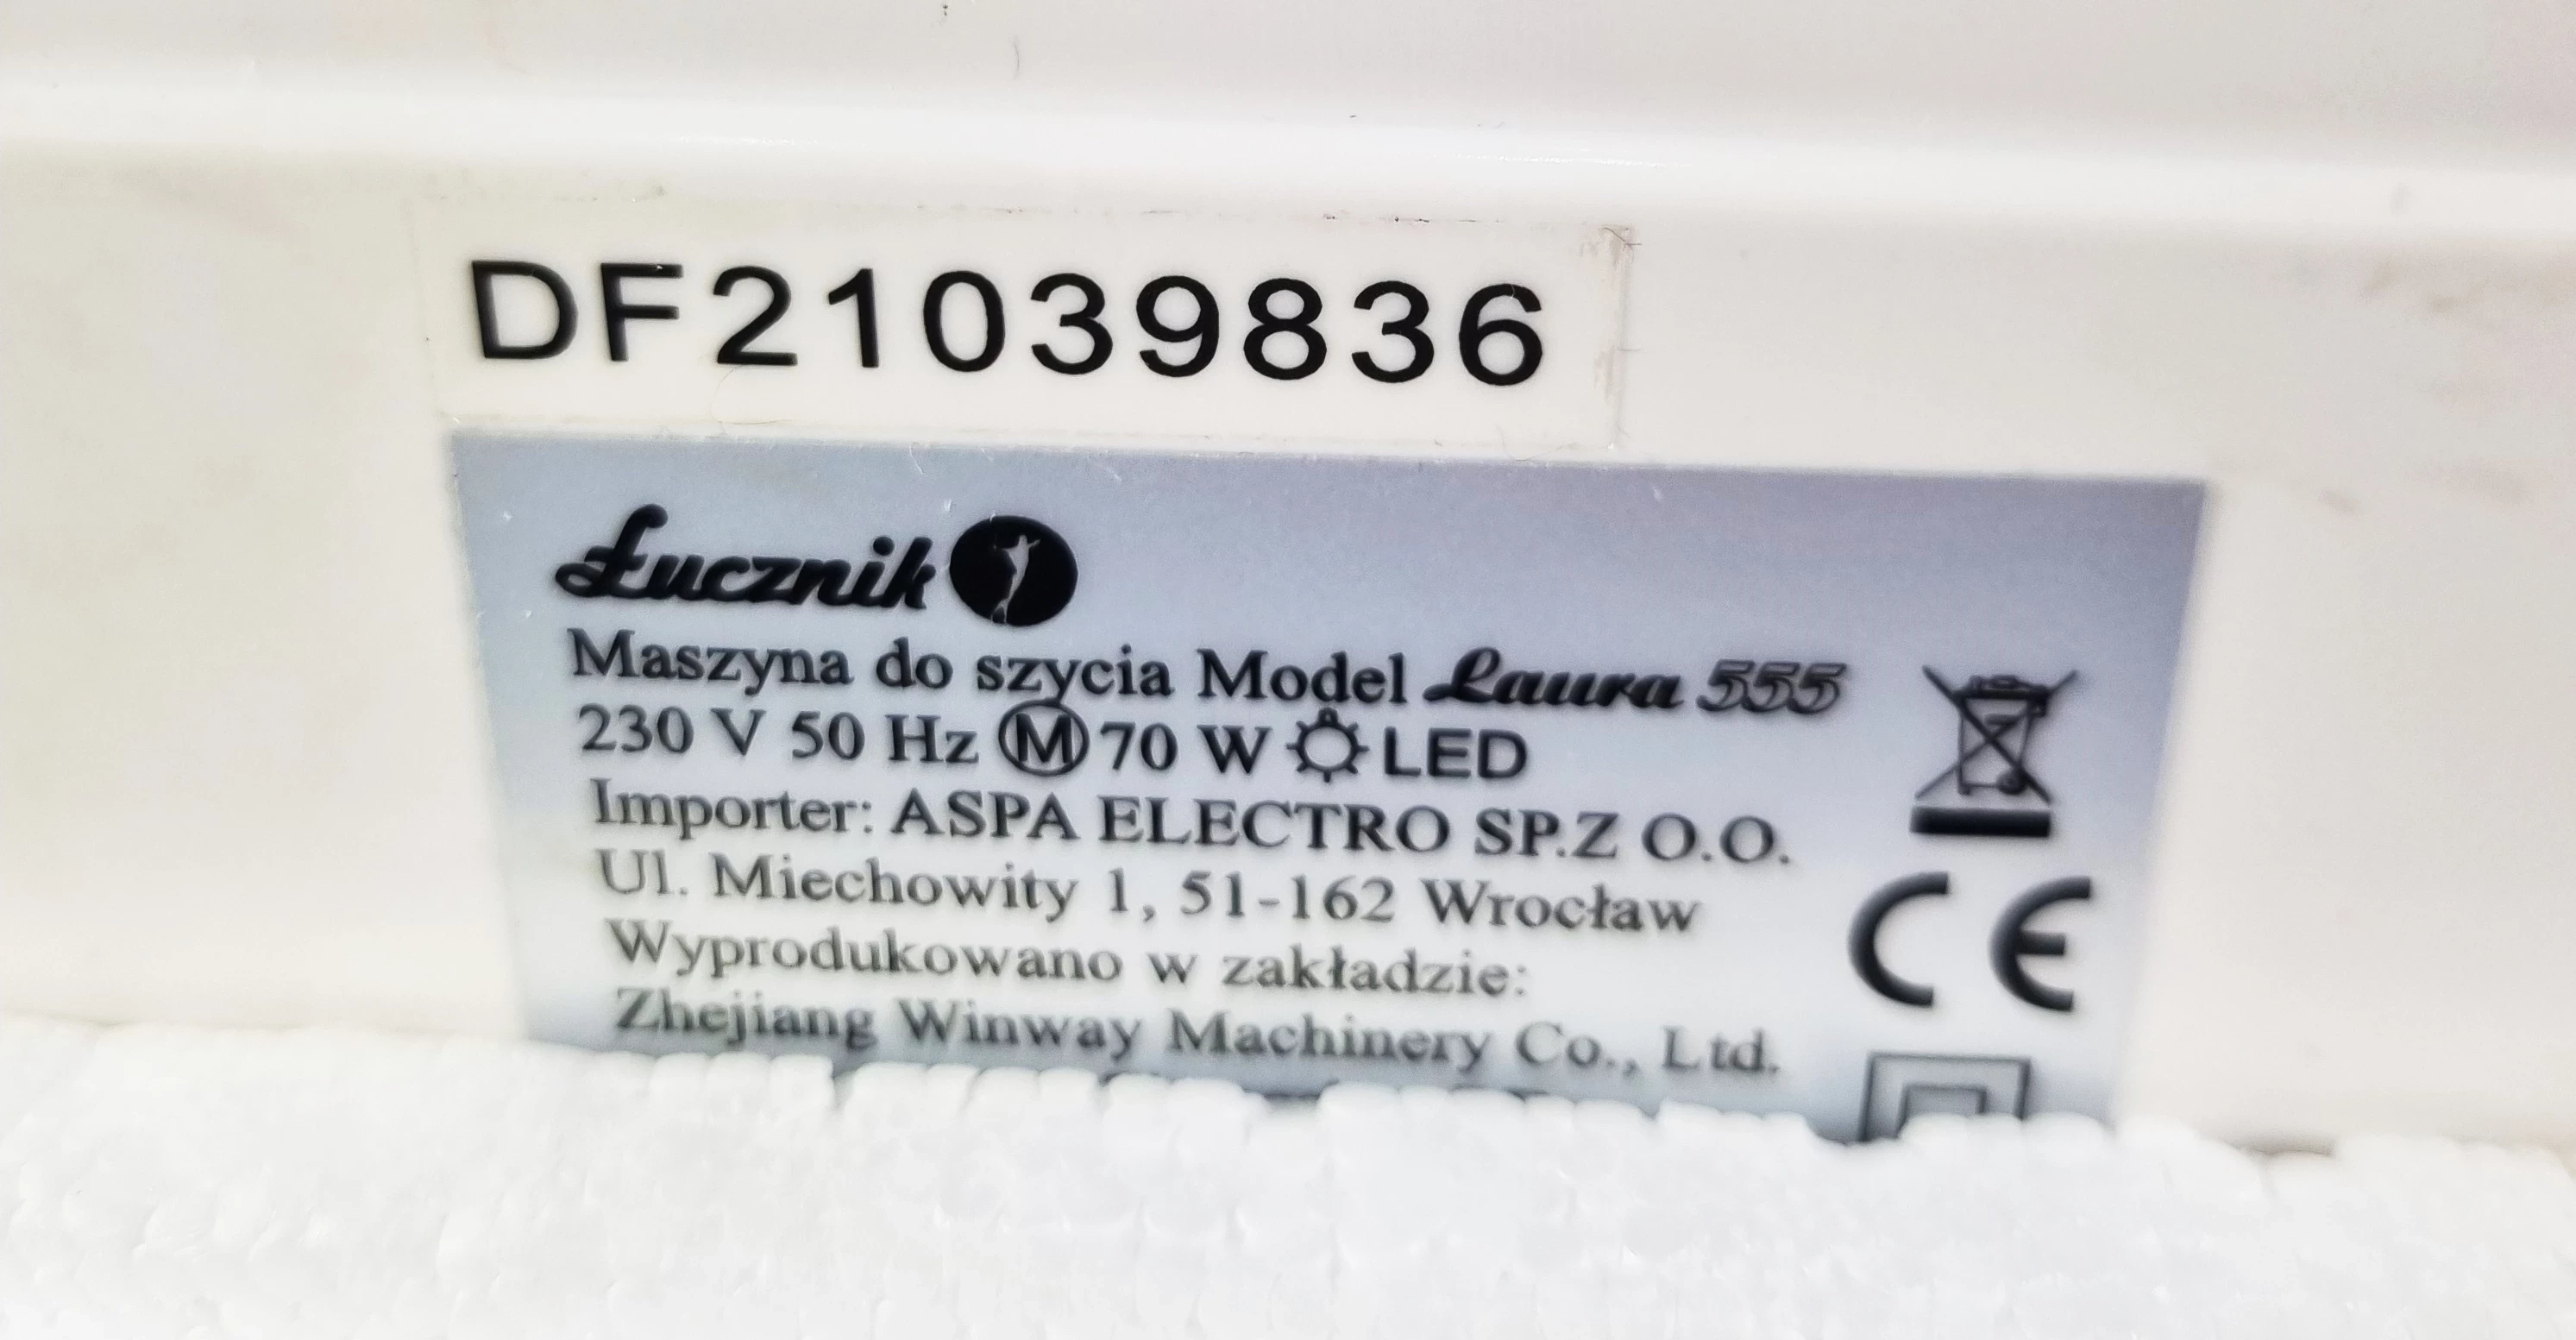 DF21039836
Łucznik
Maszyna do szycia Model Laura 555
230 V 50 Hz M 70 W LED
Importer: ASPA ELECTRO SP.Z O.O.
Ul. Miechowity 1, 51-162 Wrocław
Wyprodukowano w zakładzie:
Zhejiang Winway Machinery Co., Ltd.
CE